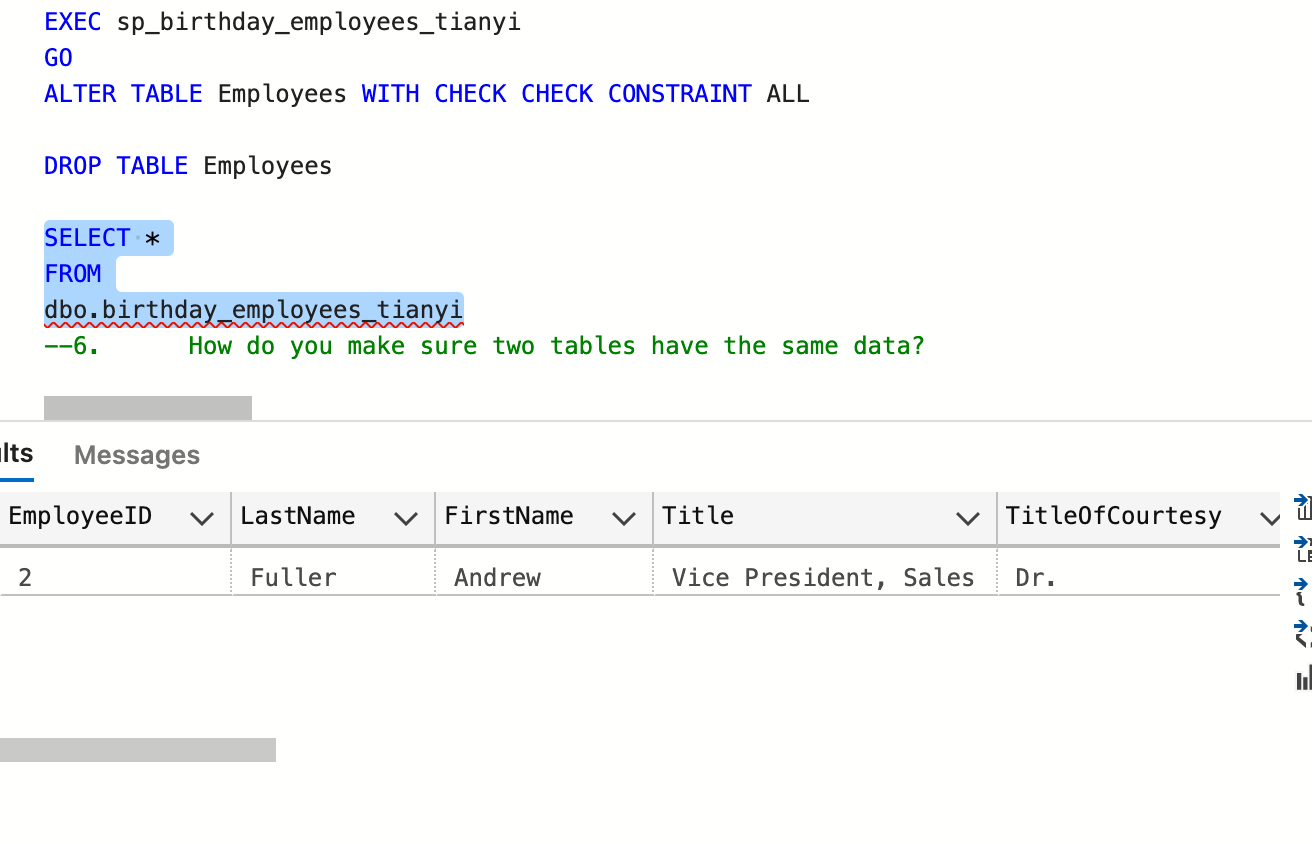 EXEC sp_birthday_employees_tianyi
GO
ALTER TABLE Employees WITH CHECK CHECK CONSTRAINT ALL
DROP TABLE Employees
SELECT *
FROM
dbo.birthday_employees_tianyi
--6. How do you make sure two tables have the same data?
lts Messages
EmployeeID LastName FirstName Title TitleOfCourtesy
2 Fuller Andrew Vice President, Sales Dr.